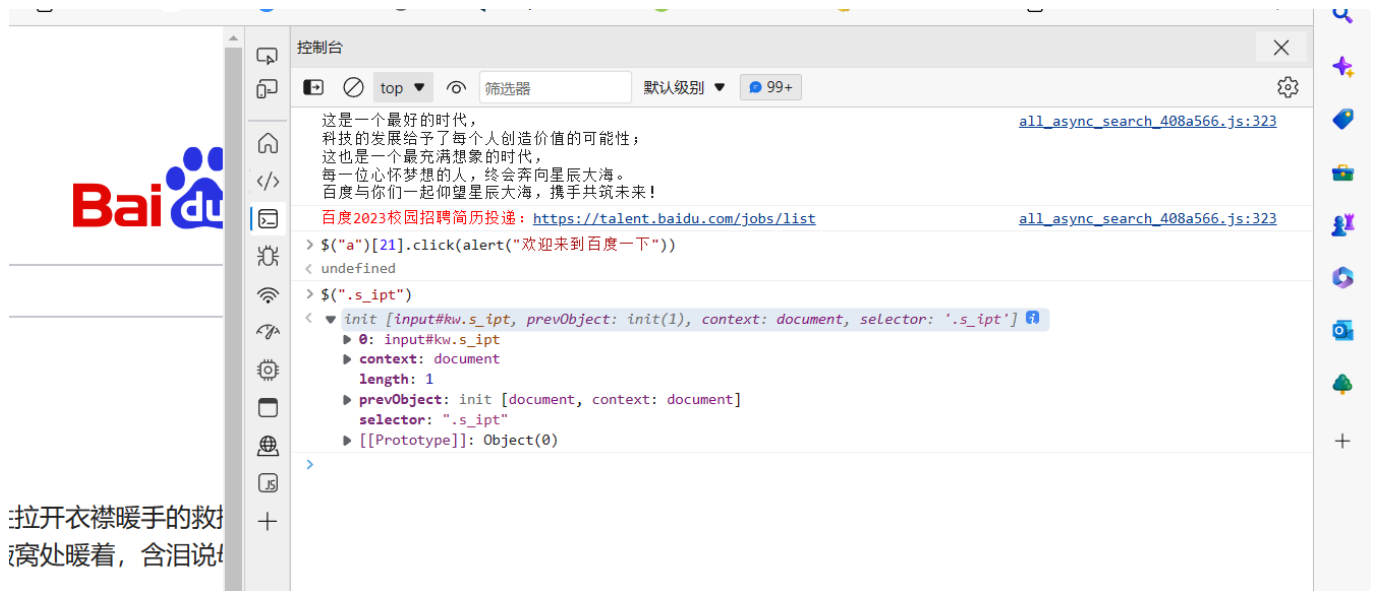 控制台
top ▼ 筛选器 默认级别 ▼ 99+
这是一个最好的时代，
all_async_search_408a566.js:323
科技的发展给予了每个人创造价值的可能性；
这也是一个最充满想象的时代，
每一位心怀梦想的人，终会奔向星辰大海。
百度与你们一起仰望星辰大海，携手共筑未来！
百度2023校园招聘简历投递：https://talent.baidu.com/jobs/list
all_async_search_408a566.js:323
> $("a")[21].click(alert("欢迎来到百度一下"))
< undefined
> $(".s_ipt")
< ▼ init [input#kw.s_ipt, prevObject: init(1), context: document, selector: '.s_ipt']
▶ 0: input#kw.s_ipt
▶ context: document
length: 1
▶ prevObject: init [document, context: document]
selector: ".s_ipt"
▶ [[Prototype]]: Object(0)
>
Bai du
拉开衣襟暖手的救
窝处暖着，含泪说